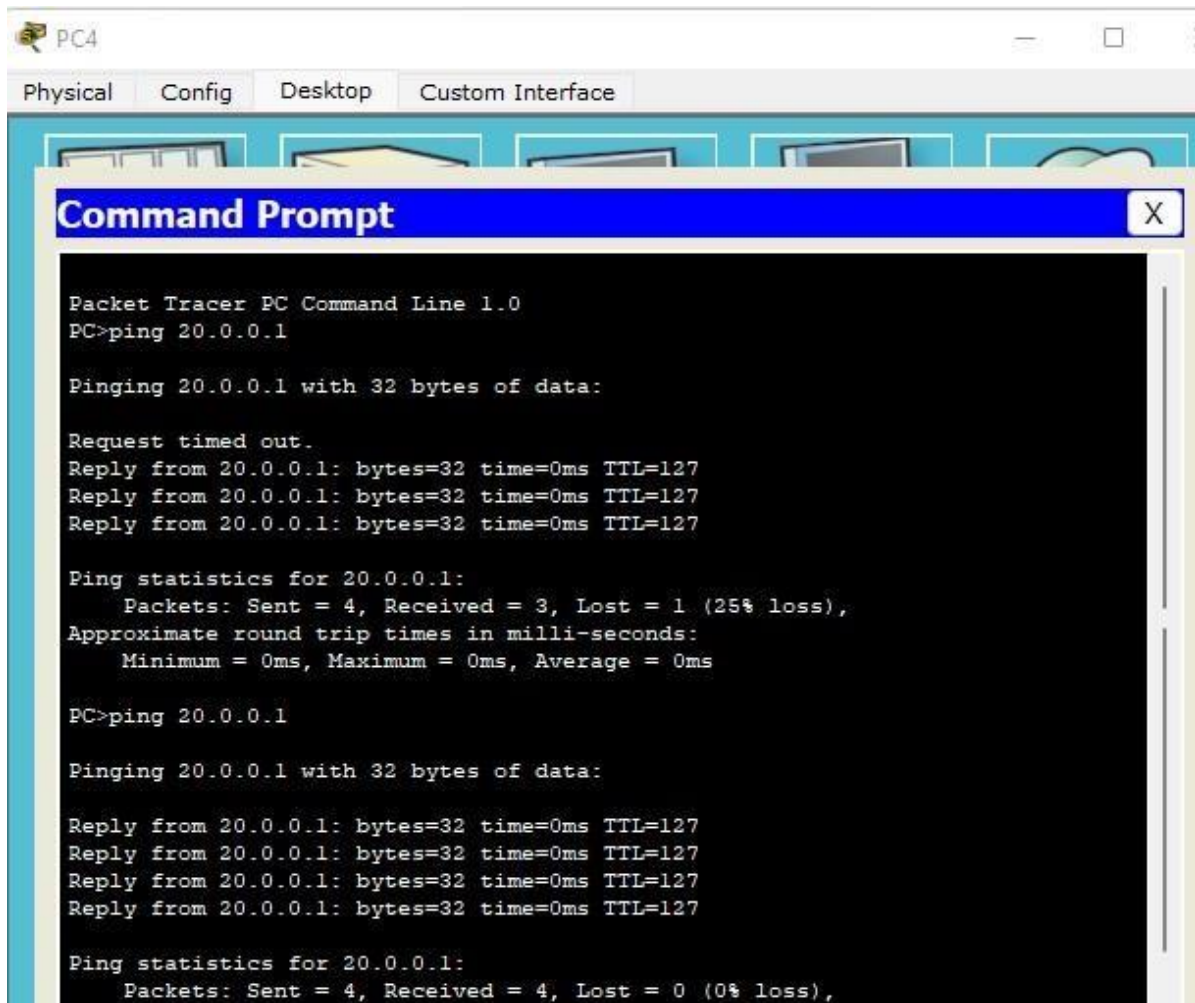 PC4
Physical Config Desktop Custom Interface
Command Prompt
X
Packet Tracer PC Command Line 1.0
PC>ping 20.0.0.1
Pinging 20.0.0.1 with 32 bytes of data:
Request timed out.
Reply from 20.0.0.1: bytes=32 time=0ms TTL=127
Reply from 20.0.0.1: bytes=32 time=0ms TTL=127
Reply from 20.0.0.1: bytes=32 time=0ms TTL=127
Ping statistics for 20.0.0.1:
Packets: Sent = 4, Received = 3, Lost = 1 (25% loss),
Approximate round trip times in milli-seconds:
Minimum = 0ms, Maximum = 0ms, Average = 0ms
PC>ping 20.0.0.1
Pinging 20.0.0.1 with 32 bytes of data:
Reply from 20.0.0.1: bytes=32 time=0ms TTL=127
Reply from 20.0.0.1: bytes=32 time=0ms TTL=127
Reply from 20.0.0.1: bytes=32 time=0ms TTL=127
Reply from 20.0.0.1: bytes=32 time=0ms TTL=127
Ping statistics for 20.0.0.1:
Packets: Sent = 4, Received = 4, Lost = 0 (0% loss),